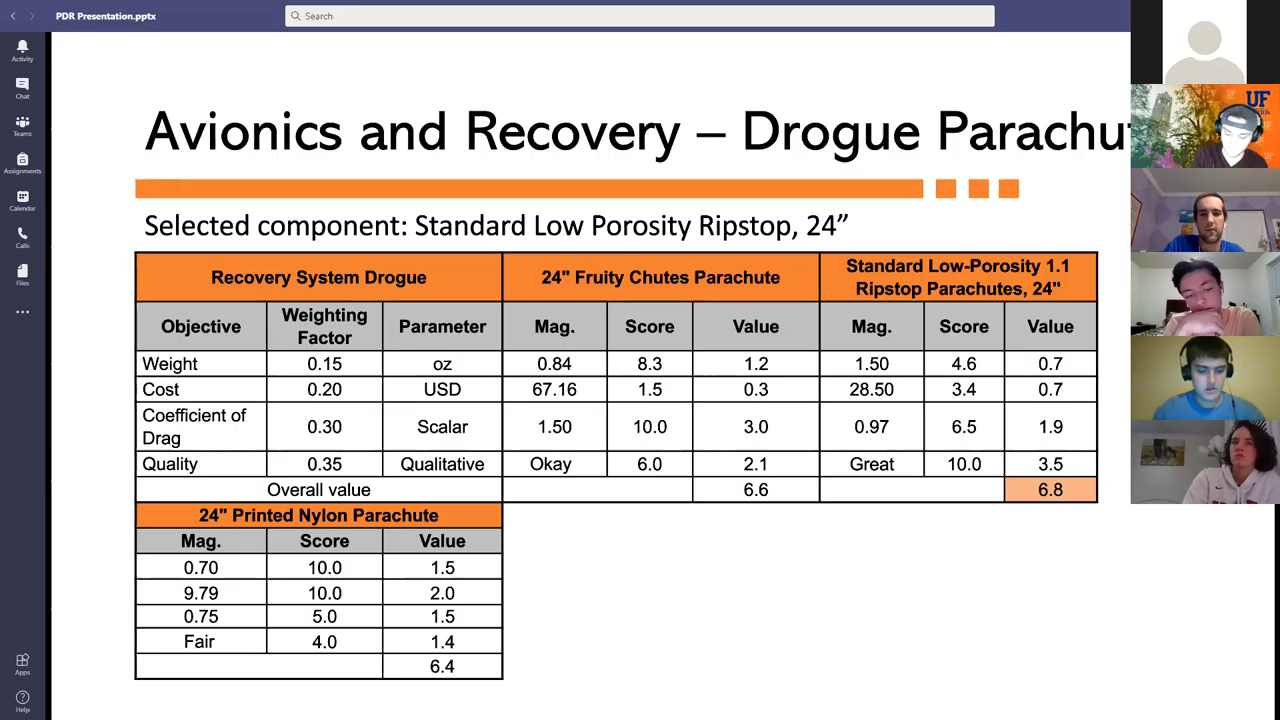 PDR Presentation.pptx
Search
Activity
Chat
Teams
Assignments
Calendar
Calls
Files
Apps
Help
Avionics and Recovery – Drogue Parachu
Selected component: Standard Low Porosity Ripstop, 24”
Recovery System Drogue 24" Fruity Chutes Parachute Standard Low-Porosity 1.1 Ripstop Parachutes, 24"
Objective Weighting Factor Parameter Mag. Score Value Mag. Score Value
Weight 0.15 oz 0.84 8.3 1.2 1.50 4.6 0.7
Cost 0.20 USD 67.16 1.5 0.3 28.50 3.4 0.7
Coefficient of Drag 0.30 Scalar 1.50 10.0 3.0 0.97 6.5 1.9
Quality 0.35 Qualitative Okay 6.0 2.1 Great 10.0 3.5
Overall value 6.6 6.8
24" Printed Nylon Parachute
Mag. Score Value
0.70 10.0 1.5
9.79 10.0 2.0
0.75 5.0 1.5
Fair 4.0 1.4
6.4
UF